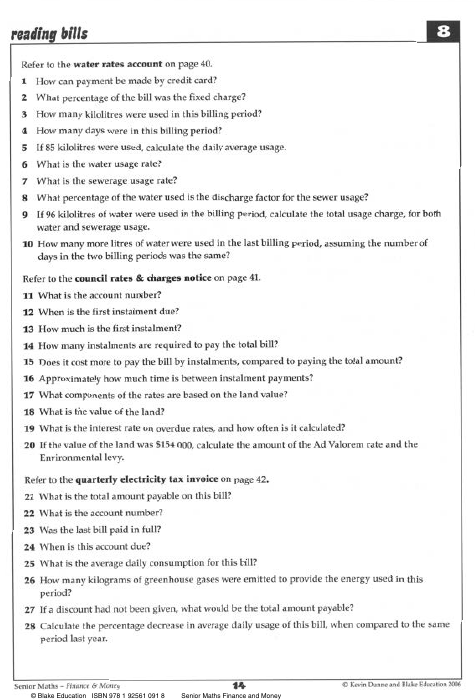 reading bills
8
Refer to the water rates account on page 40.
1 How can payment be made by credit card?
2 What percentage of the bill was the fixed charge?
3 How many kilolitres were used in this billing period?
4 How many days were in this billing period?
5 If 85 kilolitres were used, calculate the daily average usage.
6 What is the water usage rate?
7 What is the sewerage usage rate?
8 What percentage of the water used is the discharge factor for the sewer usage?
9 If 96 kilolitres of water were used in the billing period, calculate the total usage charge, for both
water and sewerage usage.
10 How many more litres of water were used in the last billing period, assuming the number of
days in the two billing periods was the same?
Refer to the council rates & charges notice on page 41.
11 What is the account number?
12 When is the first instalment due?
13 How much is the first instalment?
14 How many instalments are required to pay the total bill?
15 Does it cost more to pay the bill by instalments, compared to paying the total amount?
16 Approximately how much time is between instalment payments?
17 What components of the rates are based on the land value?
18 What is the value of the land?
19 What is the interest rate on overdue rates, and how often is it calculated?
20 If the value of the land was $154 000, calculate the amount of the Ad Valorem rate and the
Environmental levy.
Refer to the quarterly electricity tax invoice on page 42.
21 What is the total amount payable on this bill?
22 What is the account number?
23 Was the last bill paid in full?
24 When is this account due?
25 What is the average daily consumption for this bill?
26 How many kilograms of greenhouse gases were emitted to provide the energy used in this
period?
27 If a discount had not been given, what would be the total amount payable?
28 Calculate the percentage decrease in average daily usage of this bill, when compared to the same
period last year.
Senior Maths – Finance & Money
14
© Kevin Dunne and Blake Education 2006
© Blake Education ISBN 978 1 92561 091 8 Senior Maths Finance and Money